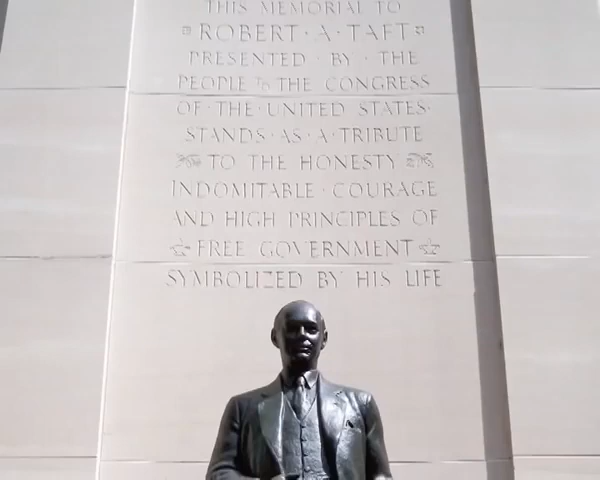 THIS MEMORIAL TO
ROBERT · A · TAFT
PRESENTED · BY · THE
PEOPLE TO THE CONGRESS
OF · THE · UNITED STATES ·
STANDS · AS · A · TRIBUTE
TO THE HONESTY
INDOMITABLE · COURAGE
AND HIGH PRINCIPLES OF
FREE GOVERNMENT
SYMBOLIZED BY HIS LIFE